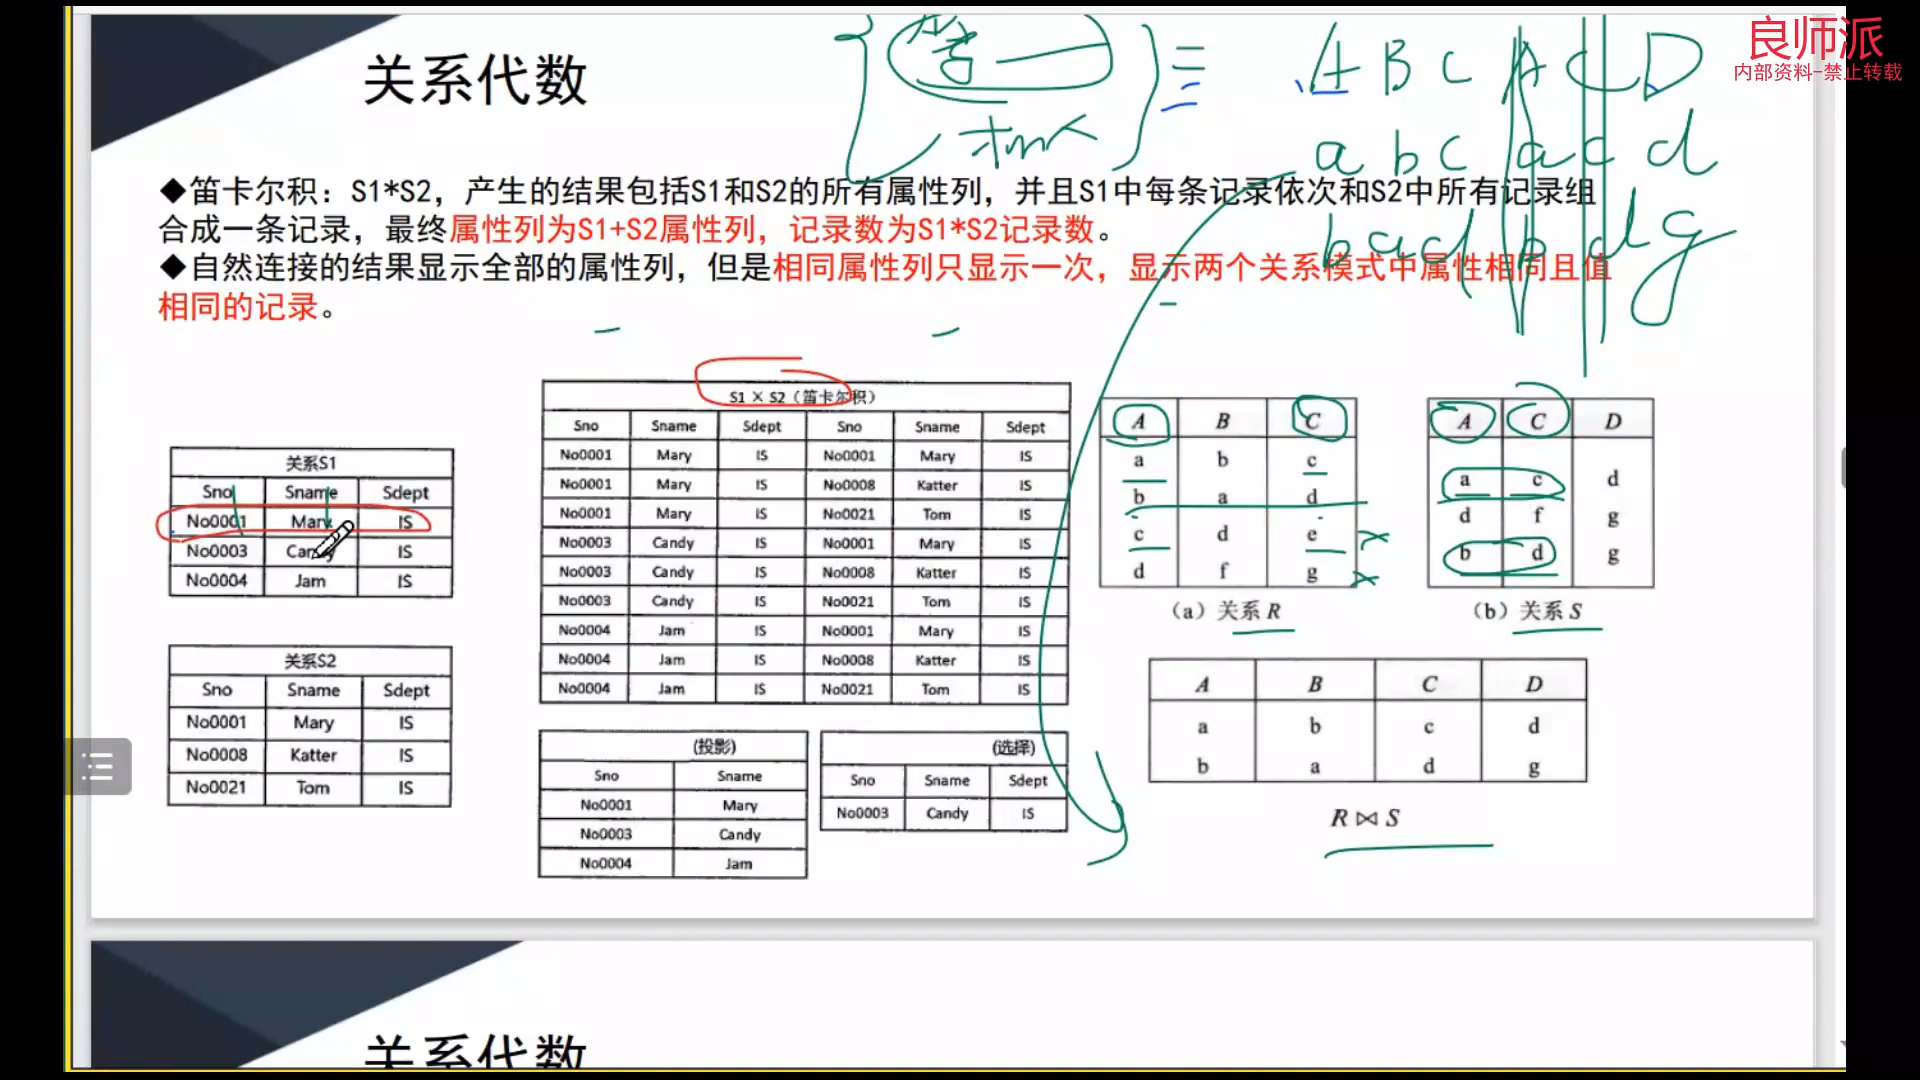 良师派
内部资料-禁止转载
关系代数
A B C A C D
a b c a c d
b a d b d g
◆笛卡尔积：S1*S2，产生的结果包括S1和S2的所有属性列，并且S1中每条记录依次和S2中所有记录组
合成一条记录，最终属性列为S1+S2属性列，记录数为S1*S2记录数。
◆自然连接的结果显示全部的属性列，但是相同属性列只显示一次，显示两个关系模式中属性相同且值
相同的记录。
关系S1
Sno Sname Sdept
No0001 Mary IS
No0003 Candy IS
No0004 Jam IS
关系S2
Sno Sname Sdept
No0001 Mary IS
No0008 Katter IS
No0021 Tom IS
S1 × S2（笛卡尔积）
Sno Sname Sdept Sno Sname Sdept
No0001 Mary IS No0001 Mary IS
No0001 Mary IS No0008 Katter IS
No0001 Mary IS No0021 Tom IS
No0003 Candy IS No0001 Mary IS
No0003 Candy IS No0008 Katter IS
No0003 Candy IS No0021 Tom IS
No0004 Jam IS No0001 Mary IS
No0004 Jam IS No0008 Katter IS
No0004 Jam IS No0021 Tom IS
(投影)
Sno Sname
No0001 Mary
No0003 Candy
No0004 Jam
(选择)
Sno Sname Sdept
No0003 Candy IS
A B C
a b c
b a d
c d e
d f g
（a）关系 R
A C D
a c d
d f g
b d g
（b）关系 S
A B C D
a b c d
b a d g
R ⋈ S
关系代数